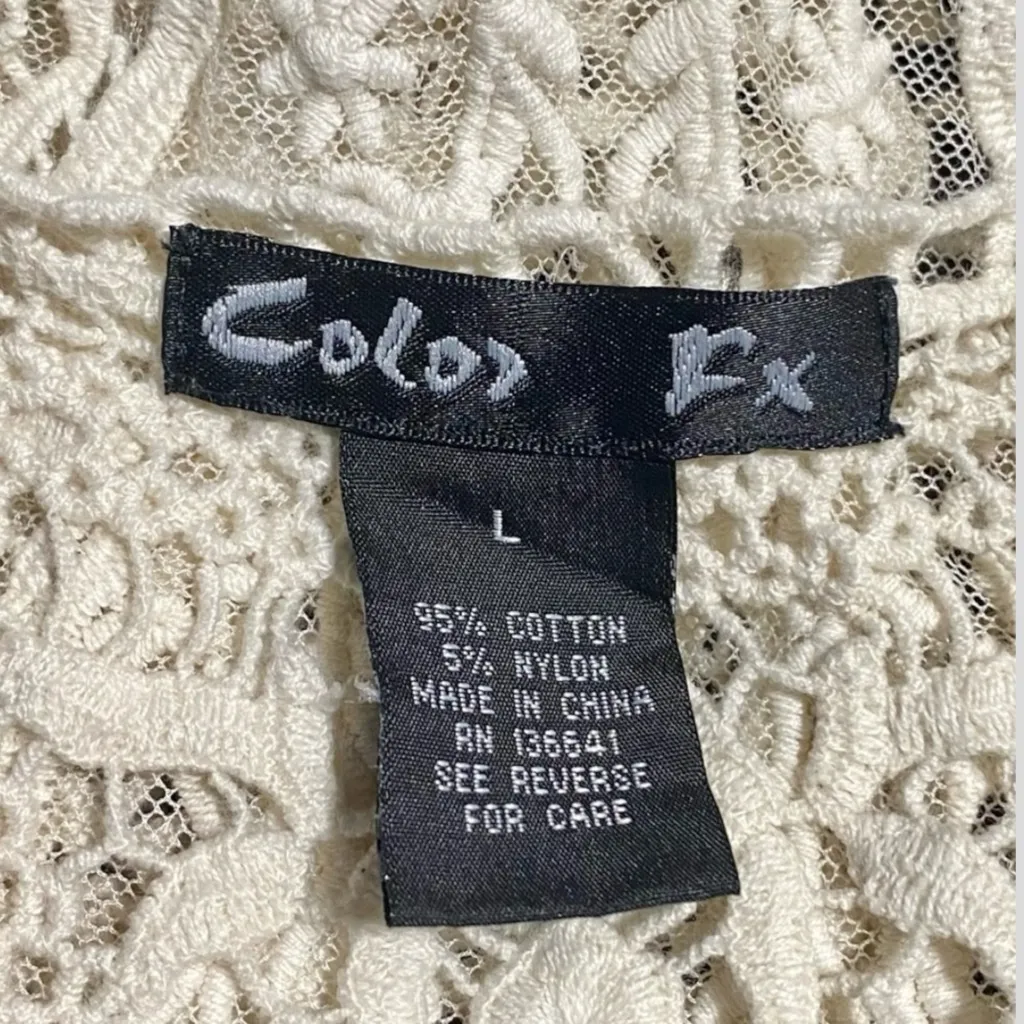 Color Rx
L
95% COTTON
5% NYLON
MADE IN CHINA
RN 136641
SEE REVERSE
FOR CARE